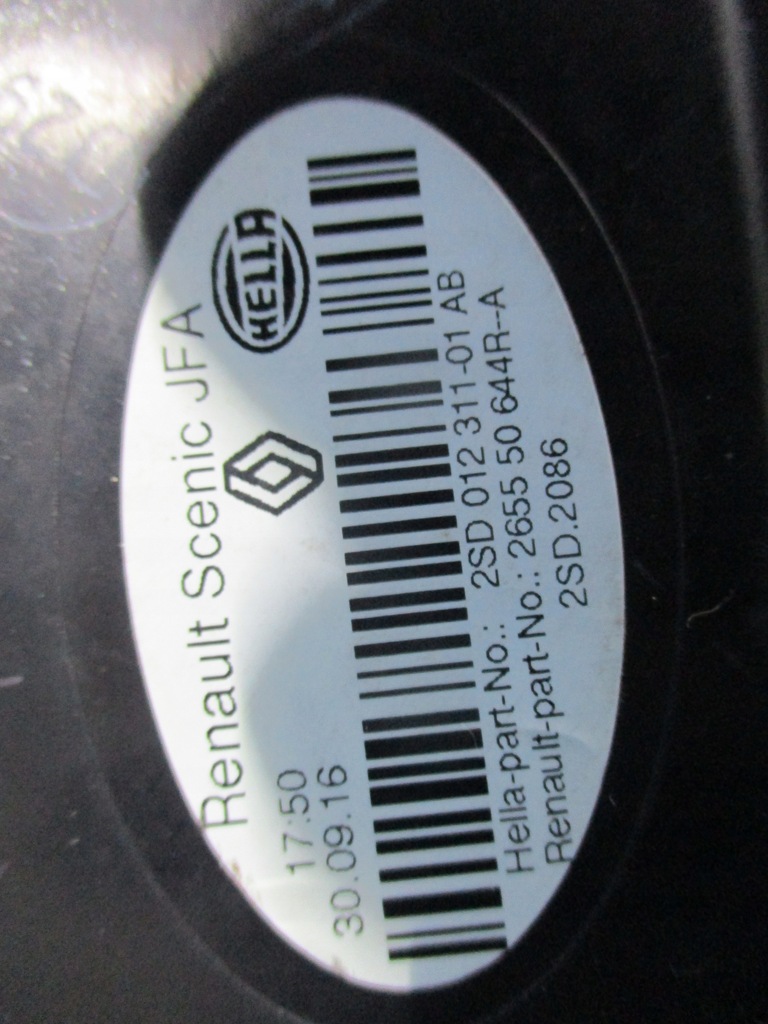 Renault Scenic JFA
17:50
30.09.16
HELLA
Hella-part-No.: 2SD 012 311-01 AB
Renault-part-No.: 2655 50 644R--A
2SD.2086